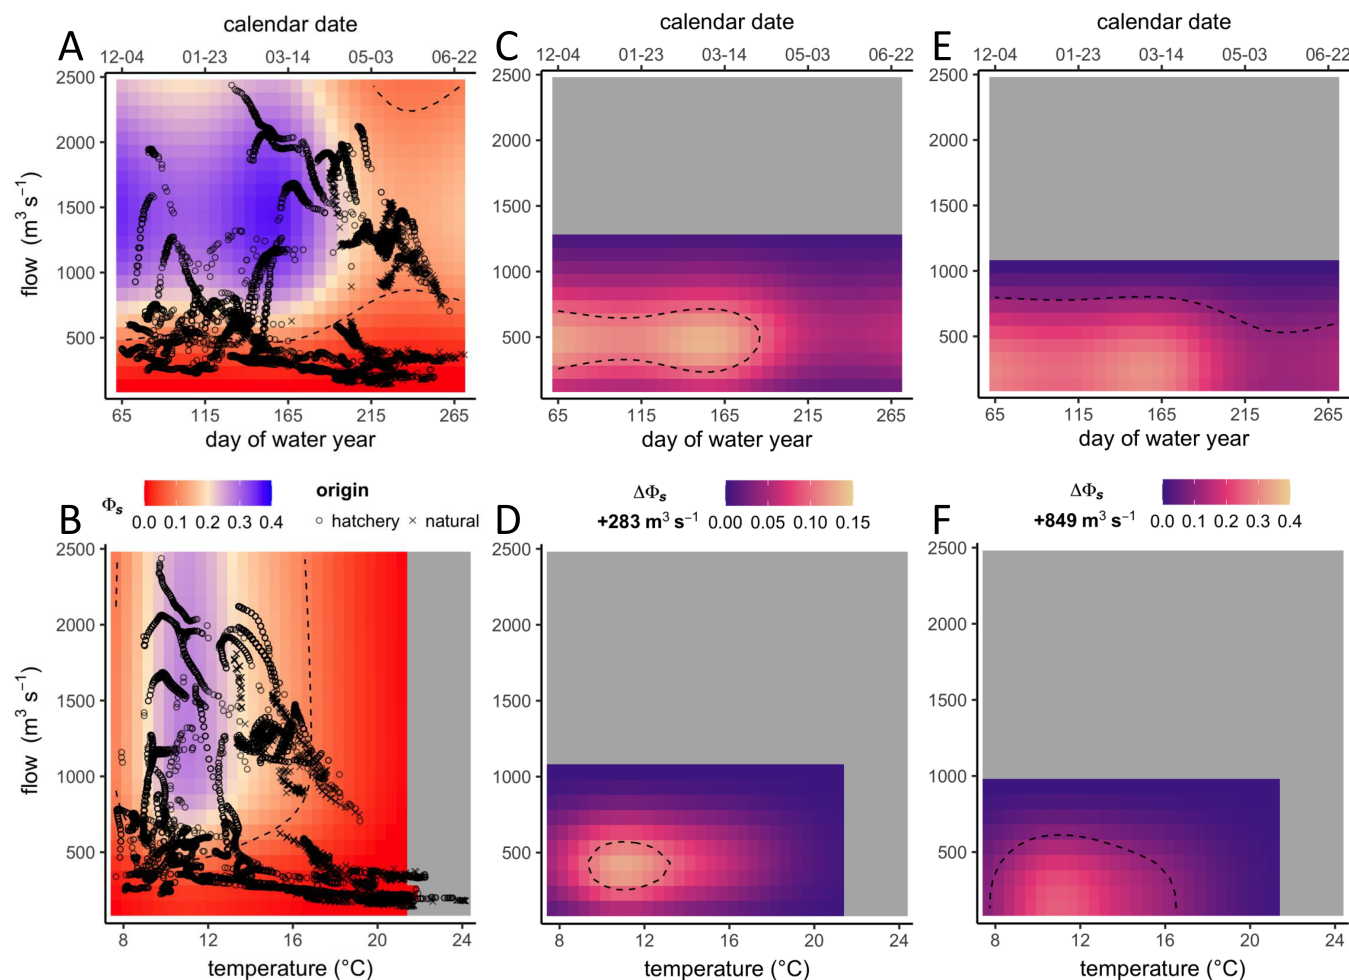 A
calendar date
12-04 01-23 03-14 05-03 06-22
2500
2000
1500
1000
500
flow (m³ s⁻¹)
65 115 165 215 265
day of water year
C
calendar date
12-04 01-23 03-14 05-03 06-22
2500
2000
1500
1000
500
65 115 165 215 265
day of water year
E
calendar date
12-04 01-23 03-14 05-03 06-22
2500
2000
1500
1000
500
65 115 165 215 265
day of water year
Φs
0.0 0.1 0.2 0.3 0.4
origin
○ hatchery × natural
ΔΦs
+283 m³ s⁻¹
0.00 0.05 0.10 0.15
ΔΦs
+849 m³ s⁻¹
0.0 0.1 0.2 0.3 0.4
B
2500
2000
1500
1000
500
flow (m³ s⁻¹)
8 12 16 20 24
temperature (°C)
D
2500
2000
1500
1000
500
8 12 16 20 24
temperature (°C)
F
2500
2000
1500
1000
500
8 12 16 20 24
temperature (°C)